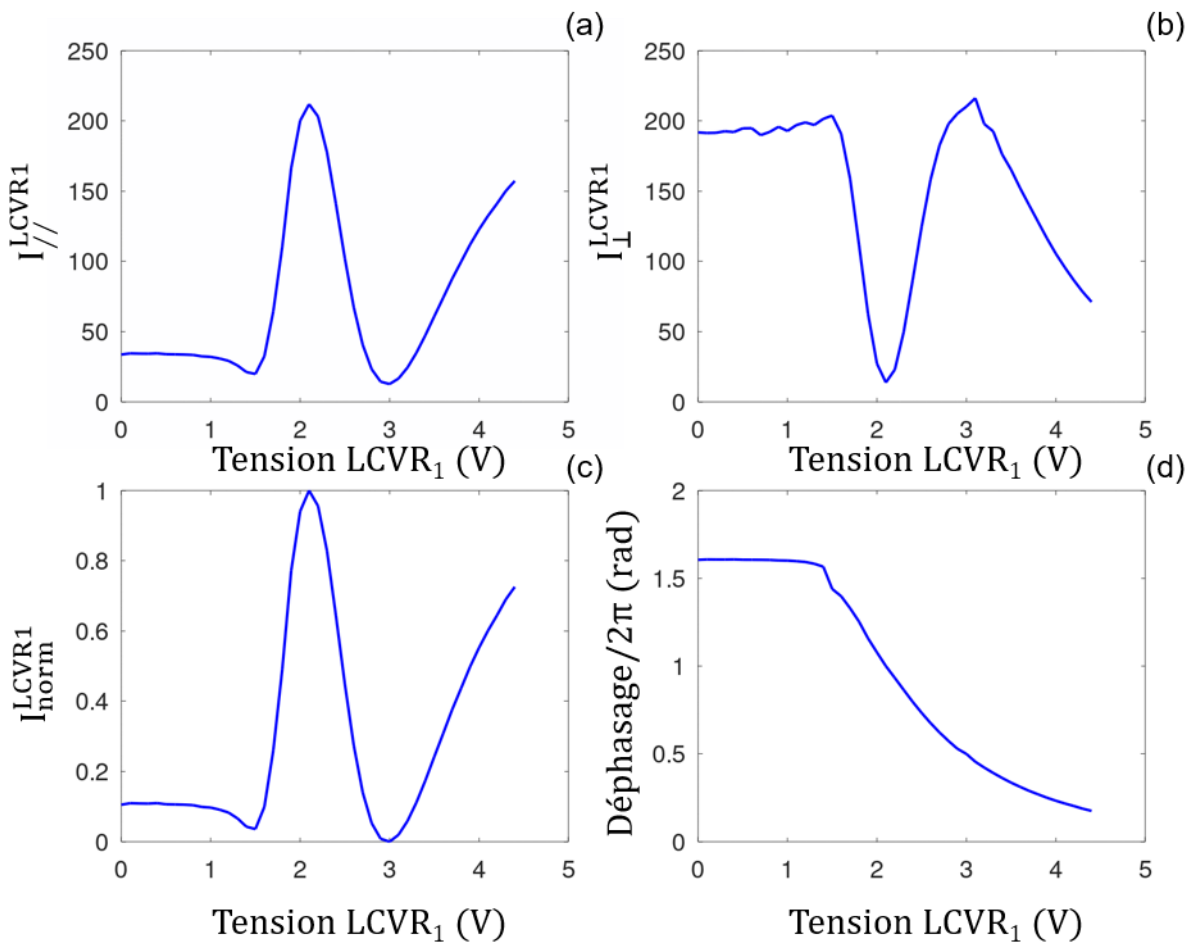 (a)
250
200
150
100
50
0
0 1 2 3 4 5
I//LCVR1
Tension LCVR1 (V)
(b)
250
200
150
100
50
0
0 1 2 3 4 5
I⊥LCVR1
Tension LCVR1 (V)
(c)
1
0.8
0.6
0.4
0.2
0
0 1 2 3 4 5
InormLCVR1
Tension LCVR1 (V)
(d)
2
1.5
1
0.5
0
0 1 2 3 4 5
Déphasage/2π (rad)
Tension LCVR1 (V)